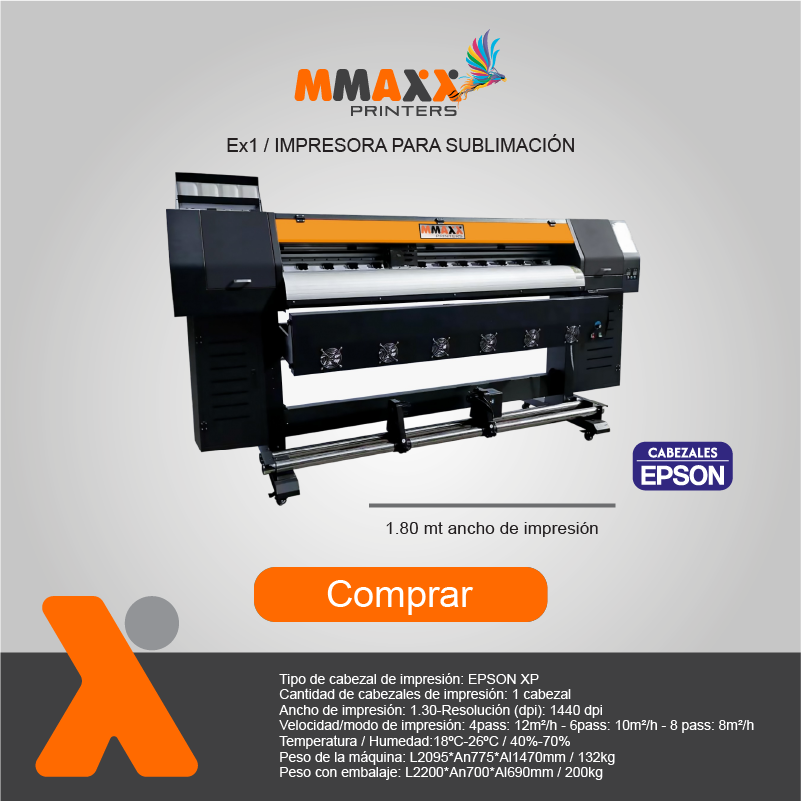 MMAXX
PRINTERS
Ex1 / IMPRESORA PARA SUBLIMACIÓN
MMAXX
PRINTERS
CABEZALES
EPSON
1.80 mt ancho de impresión
Comprar
Tipo de cabezal de impresión: EPSON XP
Cantidad de cabezales de impresión: 1 cabezal
Ancho de impresión: 1.30-Resolución (dpi): 1440 dpi
Velocidad/modo de impresión: 4pass: 12m²/h - 6pass: 10m²/h - 8 pass: 8m²/h
Temperatura / Humedad:18ºC-26ºC / 40%-70%
Peso de la máquina: L2095*An775*Al1470mm / 132kg
Peso con embalaje: L2200*An700*Al690mm / 200kg